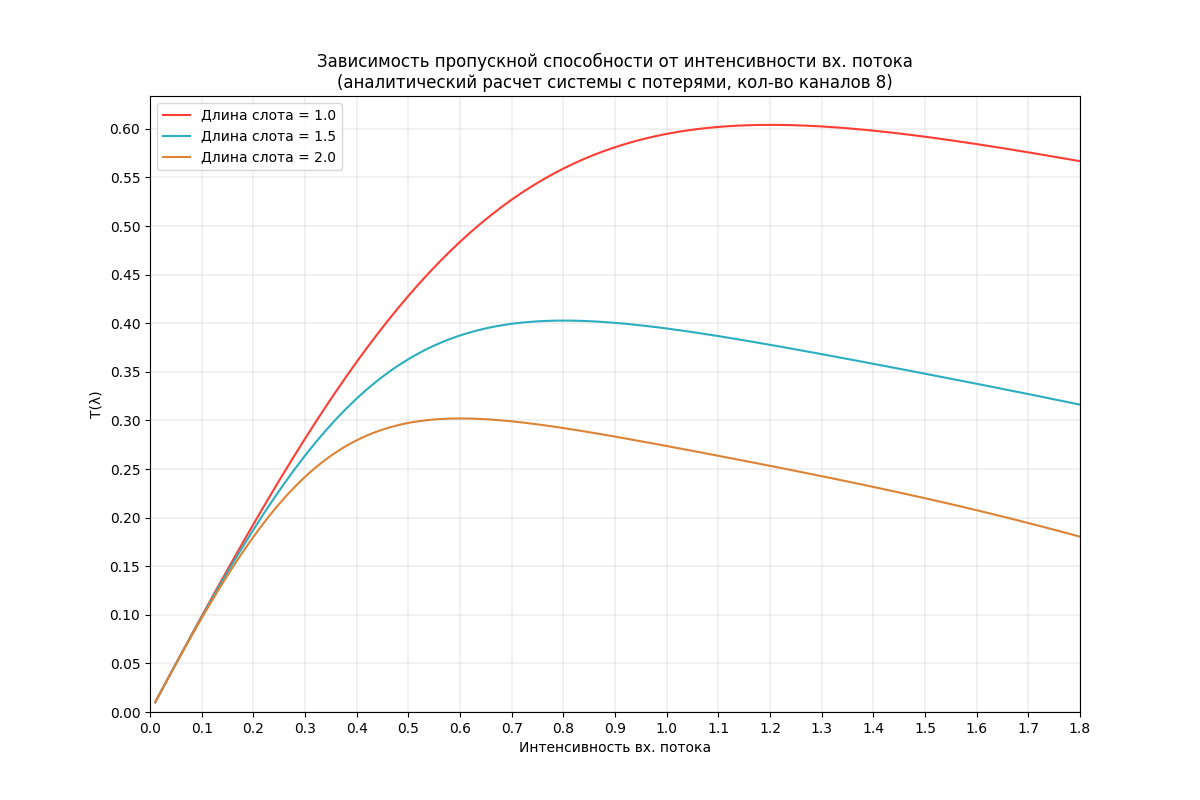 Зависимость пропускной способности от интенсивности вх. потока
(аналитический расчет системы с потерями, кол-во каналов 8)
Длина слота = 1.0
Длина слота = 1.5
Длина слота = 2.0
T(λ)
0.60
0.55
0.50
0.45
0.40
0.35
0.30
0.25
0.20
0.15
0.10
0.05
0.00
0.0 0.1 0.2 0.3 0.4 0.5 0.6 0.7 0.8 0.9 1.0 1.1 1.2 1.3 1.4 1.5 1.6 1.7 1.8
Интенсивность вх. потока